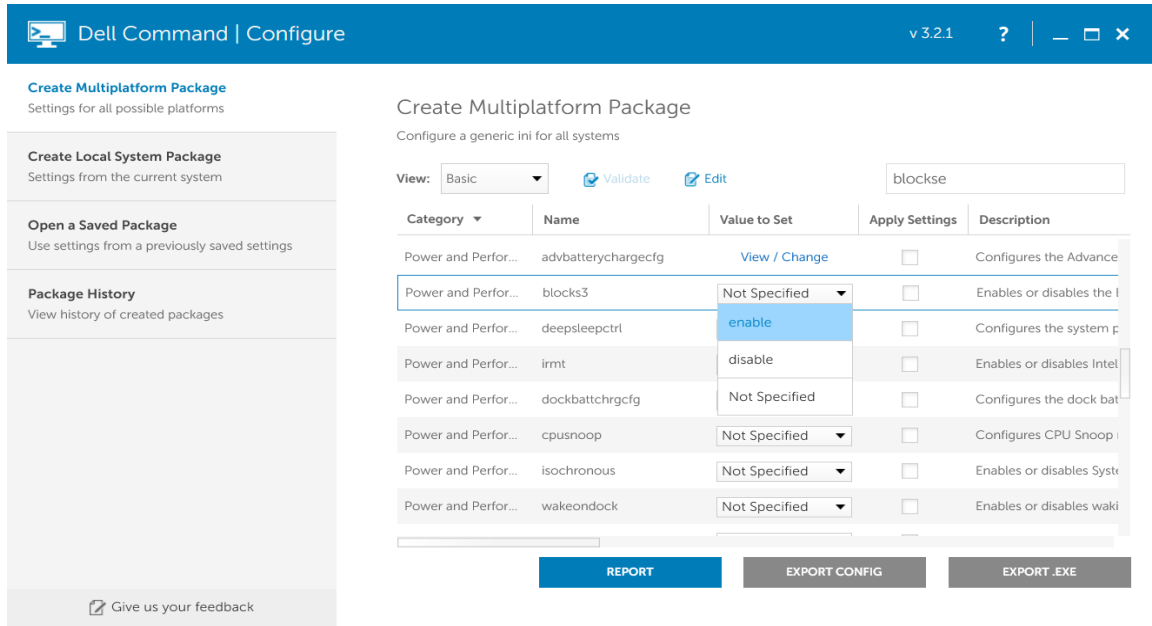 Dell Command | Configure
v 3.2.1
?
Create Multiplatform Package
Settings for all possible platforms
Create Local System Package
Settings from the current system
Open a Saved Package
Use settings from a previously saved settings
Package History
View history of created packages
Give us your feedback
Create Multiplatform Package
Configure a generic ini for all systems
View: Basic Validate Edit blockse
Category Name Value to Set Apply Settings Description
Power and Perfor... advbatterychargecfg View / Change Configures the Advance
Power and Perfor... blocks3 Not Specified Enables or disables the
enable
Power and Perfor... deepsleepctrl Configures the system p
disable
Power and Perfor... irmt Enables or disables Intel
Not Specified
Power and Perfor... dockbattchrgcfg Configures the dock bat
Power and Perfor... cpusnoop Not Specified Configures CPU Snoop
Power and Perfor... isochronous Not Specified Enables or disables Syste
Power and Perfor... wakeondock Not Specified Enables or disables waki
REPORT EXPORT CONFIG EXPORT .EXE